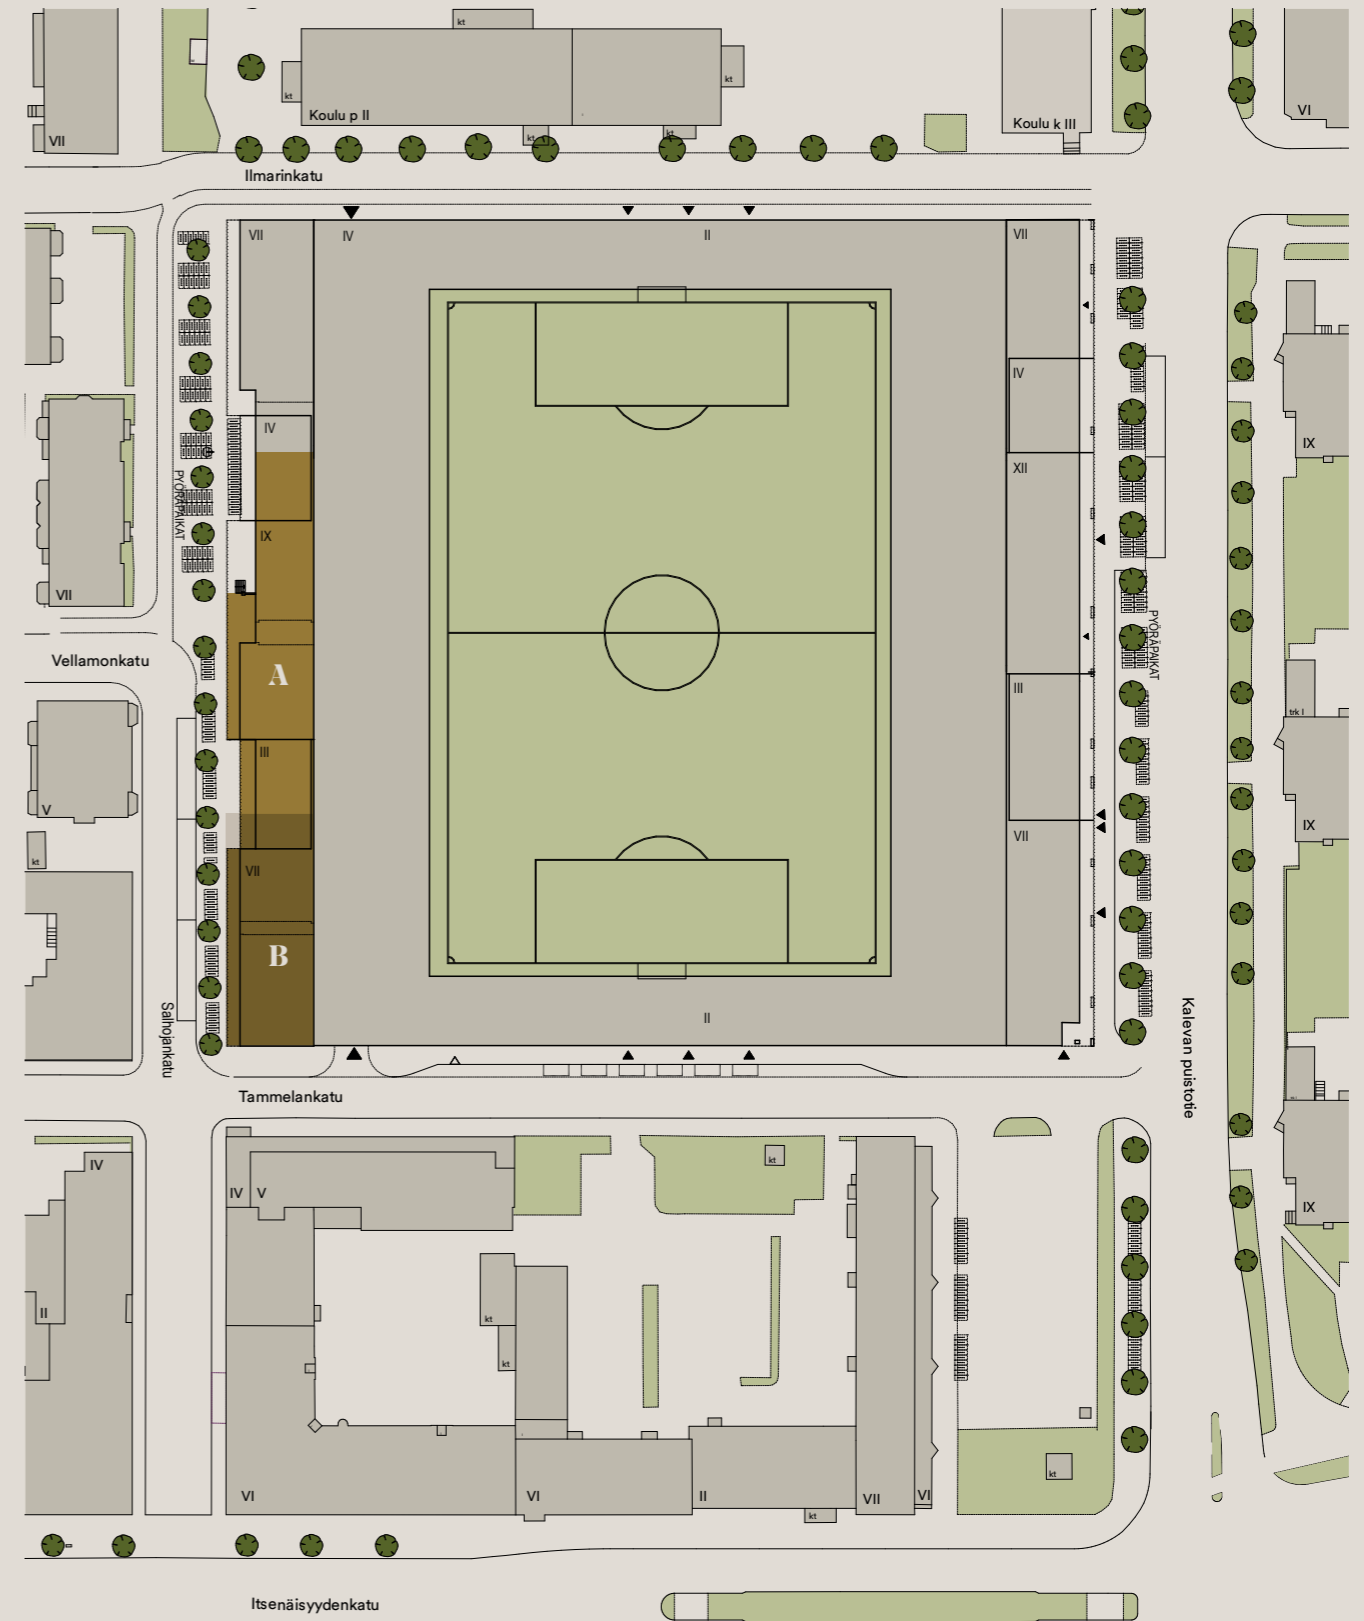 kt
kt
kt
Koulu p II
VII
kt
kt
Koulu k III
VI
Ilmarinkatu
VII
IV
II
VII
IV
IV
XII
IX
PYÖRÄPAIKAT
IX
VII
PYÖRÄPAIKAT
Vellamonkatu
A
III
trk I
III
V
IX
VII
kt
VII
B
Salhojankatu
II
Kalevan puistotie
Tammelankatu
kt
IV
IV
V
IX
II
kt
kt
kt
VI
VI
II
VII
VI
kt
Itsenäisyydenkatu